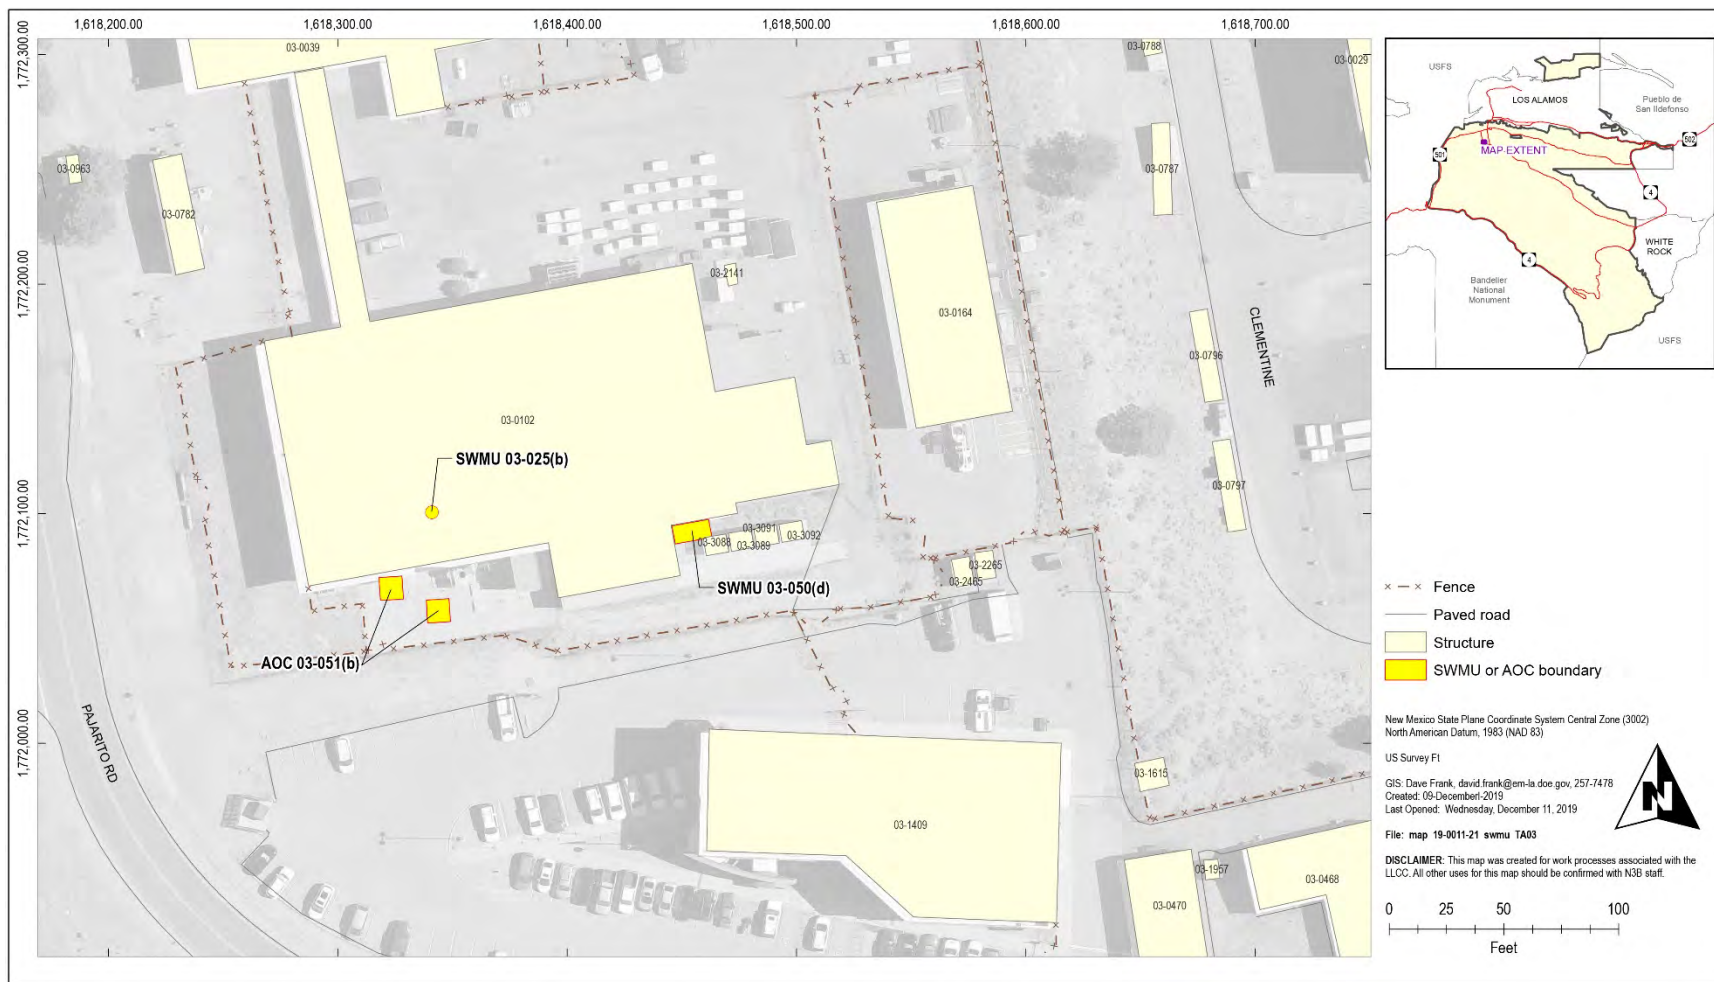 1,618,200.00
1,618,300.00
1,618,400.00
1,618,500.00
1,618,600.00
1,618,700.00
1,772,300.00
1,772,200.00
1,772,100.00
1,772,000.00
03-0039
03-0788
03-0029
03-0963
03-0782
03-0787
03-2141
03-0164
03-0796
CLEMENTINE
03-0102
SWMU 03-025(b)
03-0797
03-3091
03-3088
03-3092
03-3089
03-2265
03-2465
SWMU 03-050(d)
AOC 03-051(b)
PAJARITO RD
03-1615
03-1409
03-1957
03-0470
03-0468
USFS
LOS ALAMOS
Pueblo de
San Ildefonso
502
501
MAP EXTENT
4
WHITE
ROCK
4
Bandelier
National
Monument
USFS
Fence
Paved road
Structure
SWMU or AOC boundary
New Mexico State Plane Coordinate System Central Zone (3002)
North American Datum, 1983 (NAD 83)
US Survey Ft
GIS: Dave Frank, david.frank@em-la.doe.gov, 257-7478
Created: 09-Decemberl-2019
Last Opened: Wednesday, December 11, 2019
File: map 19-0011-21 swmu TA03
N
DISCLAIMER: This map was created for work processes associated with the
LLCC. All other uses for this map should be confirmed with N3B staff.
0 25 50 100
Feet